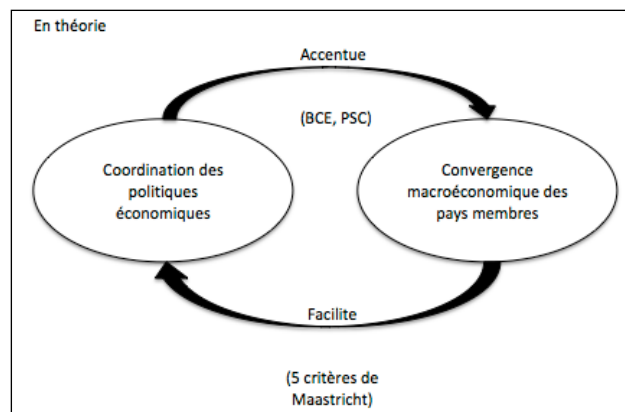 En théorie
Accentue
(BCE, PSC)
Coordination des
politiques
économiques
Convergence
macroéconomique des
pays membres
Facilite
(5 critères de
Maastricht)